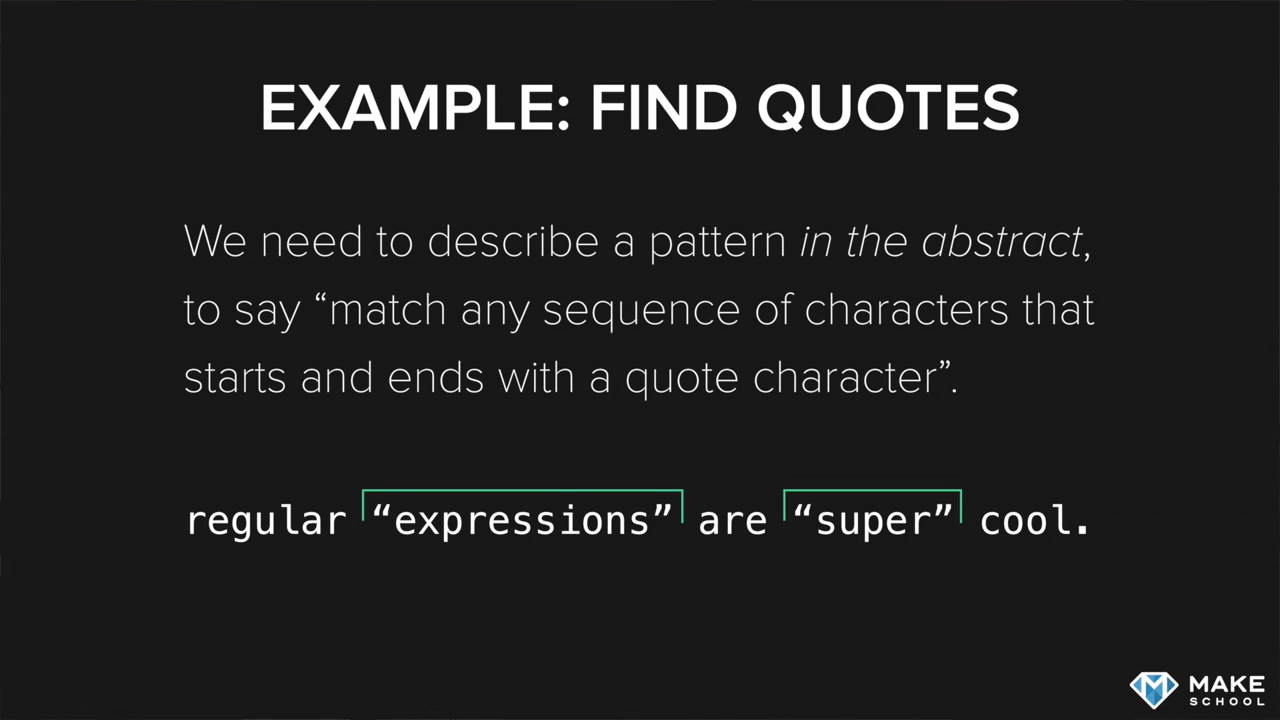 EXAMPLE: FIND QUOTES
We need to describe a pattern in the abstract,
to say “match any sequence of characters that
starts and ends with a quote character”.
regular “expressions” are “super” cool.
MAKE
SCHOOL